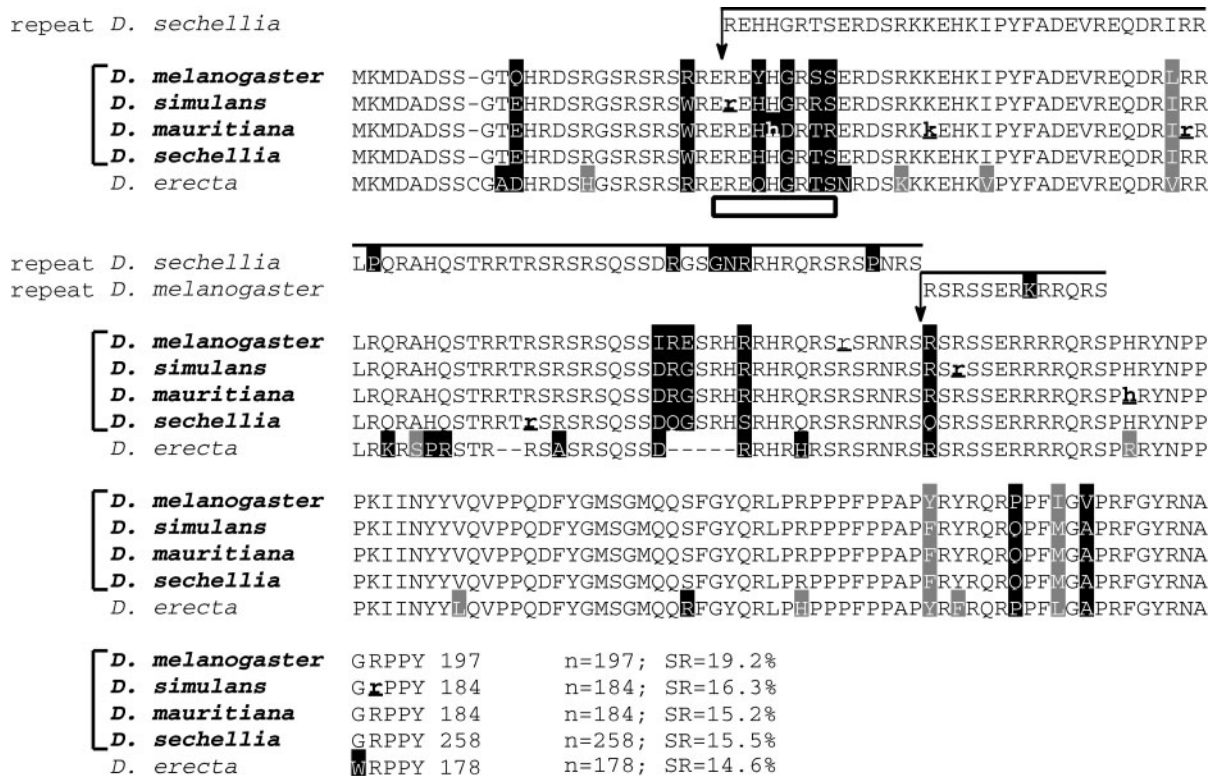 repeat D. sechellia REHHGRTSERDSRKKEHKIPYFADEVREQDRIRR
D. melanogaster MKMDADSS-GTQHRDSRGSRSRSRREREYHGRSSERDSRKKEHKIPYFADEVREQDRLRR
D. simulans MKMDADSS-GTEHRDSRGSRSRSWRErEHHGRRSERDSRKKEHKIPYFADEVREQDRIRR
D. mauritiana MKMDADSS-GTEHRDSRGSRSRSWREREHhDRTRERDSRKkEHKIPYFADEVREQDRIrR
D. sechellia MKMDADSS-GTEHRDSRGSRSRSWREREHHGRTSERDSRKKEHKIPYFADEVREQDRIRR
D. erecta MKMDADSSCGADHRDSHGSRSRSRREREQHGRTSNRDSKKKEHKVPYFADEVREQDRVRR
repeat D. sechellia LPQRAHQSTRRTRSRSRSQSSDRGSGNRRHRQRSRSPNRS
repeat D. melanogaster RSRSSERKRRQRS
D. melanogaster LRQRAHQSTRRTRSRSRSQSSIRESRHRRHRQRSrSRNRSRSRSSERRRRQRSPHRYNPP
D. simulans LRQRAHQSTRRTRSRSRSQSSDRGSRHRRHRQRSRSRNRSRSrSSERRRRQRSPHRYNPP
D. mauritiana LRQRAHQSTRRTRSRSRSQSSDRGSRHRRHRQRSRSRNRSRSRSSERRRRQRSPhRYNPP
D. sechellia LRQRAHQSTRRTrSRSRSQSSDQGSRHSRHRQRSRSRNRSQSRSSERRRRQRSPHRYNPP
D. erecta LRKRSPRSTR--RSASRSQSSD-----RRHRHRSRSRNRSRSRSSERRRRQRSPRRYNPP
D. melanogaster PKIINYYVQVPPQDFYGMSGMQQSFGYQRLPRPPPFPPAPYRYRQRPPFIGVPRFGYRNA
D. simulans PKIINYYVQVPPQDFYGMSGMQQSFGYQRLPRPPPFPPAPFRYRQRQPFMGAPRFGYRNA
D. mauritiana PKIINYYVQVPPQDFYGMSGMQQSFGYQRLPRPPPFPPAPFRYRQRQPFMGAPRFGYRNA
D. sechellia PKIINYYVQVPPQDFYGMSGMQQSFGYQRLPRPPPFPPAPFRYRQRQPFMGAPRFGYRNA
D. erecta PKIINYYLQVPPQDFYGMSGMQQRFGYQRLPHPPPFPPAPYRFRQRPPFLGAPRFGYRNA
D. melanogaster GRPPY 197 n=197; SR=19.2%
D. simulans GrPPY 184 n=184; SR=16.3%
D. mauritiana GRPPY 184 n=184; SR=15.2%
D. sechellia GRPPY 258 n=258; SR=15.5%
D. erecta WRPPY 178 n=178; SR=14.6%